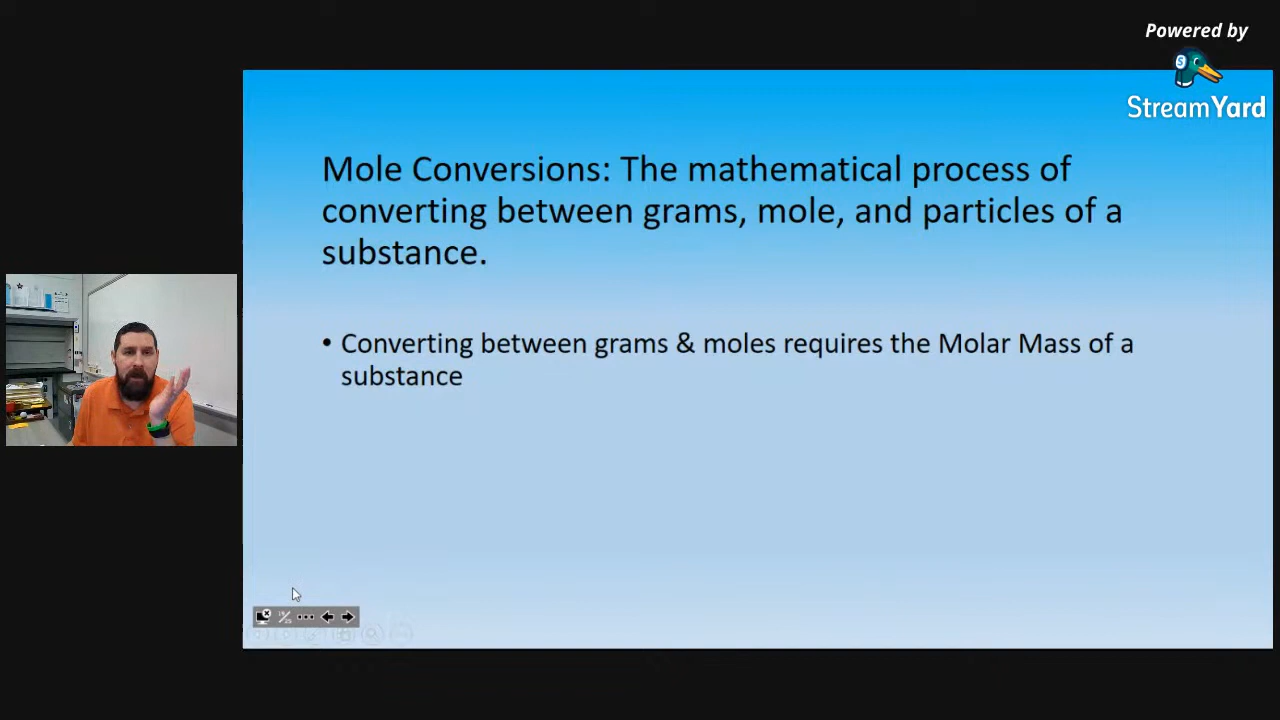 Powered by
StreamYard
Mole Conversions: The mathematical process of
converting between grams, mole, and particles of a
substance.
• Converting between grams & moles requires the Molar Mass of a
substance